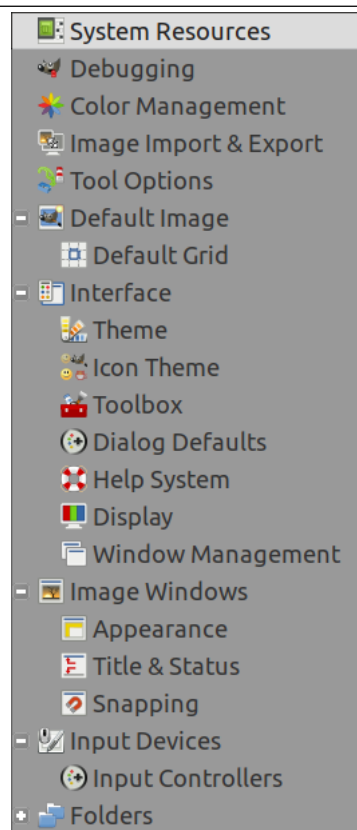 System Resources
Debugging
Color Management
Image Import & Export
Tool Options
Default Image
Default Grid
Interface
Theme
Icon Theme
Toolbox
Dialog Defaults
Help System
Display
Window Management
Image Windows
Appearance
Title & Status
Snapping
Input Devices
Input Controllers
Folders